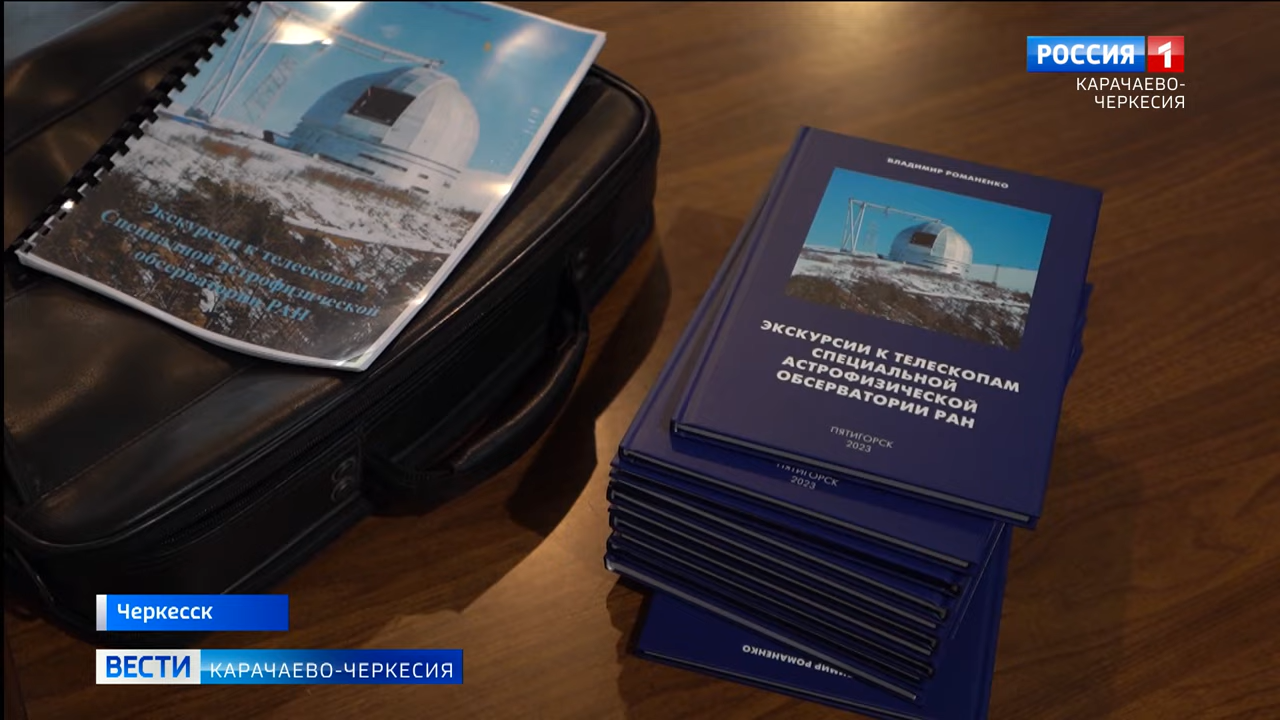 РОССИЯ 1
КАРАЧАЕВО-
ЧЕРКЕСИЯ
Экскурсии к телескопам
Специальной астрофизической
обсерватории РАН
ВЛАДИМИР РОМАНЕНКО
ЭКСКУРСИИ К ТЕЛЕСКОПАМ
СПЕЦИАЛЬНОЙ
АСТРОФИЗИЧЕСКОЙ
ОБСЕРВАТОРИИ РАН
ПЯТИГОРСК
2023
ПЯТИГОРСК
2023
РОМАНЕНКО
Черкесск
ВЕСТИ КАРАЧАЕВО-ЧЕРКЕСИЯ